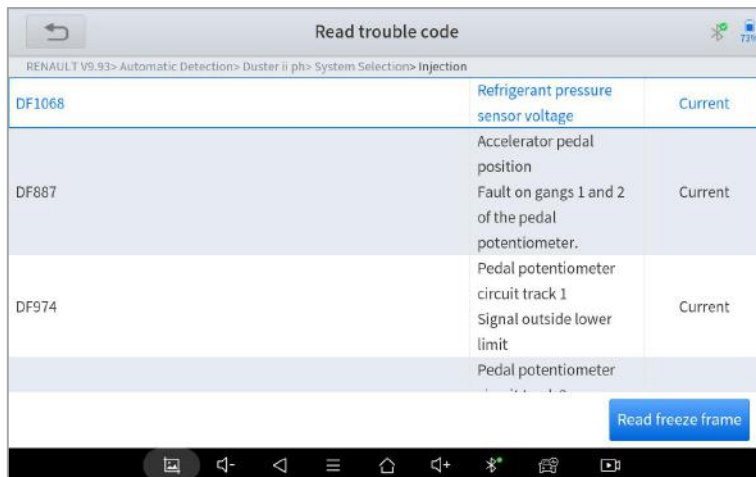 Read trouble code
73%
RENAULT V9.93> Automatic Detection> Duster ii ph> System Selection> Injection
DF1068
Refrigerant pressure
sensor voltage
Current
DF887
Accelerator pedal
position
Fault on gangs 1 and 2
of the pedal
potentiometer.
Current
DF974
Pedal potentiometer
circuit track 1
Signal outside lower
limit
Current
Pedal potentiometer
Read freeze frame